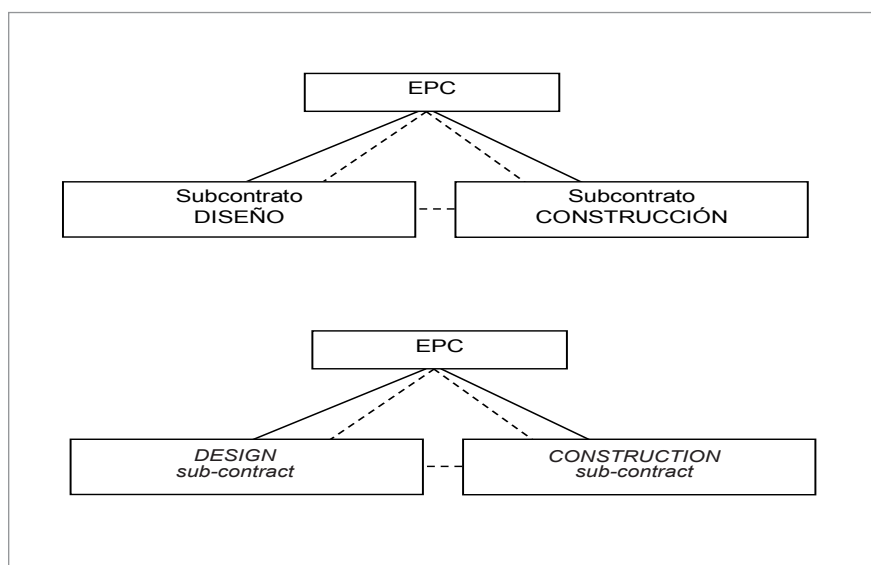 EPC
Subcontrato
DISEÑO
Subcontrato
CONSTRUCCIÓN
EPC
DESIGN
sub-contract
CONSTRUCTION
sub-contract